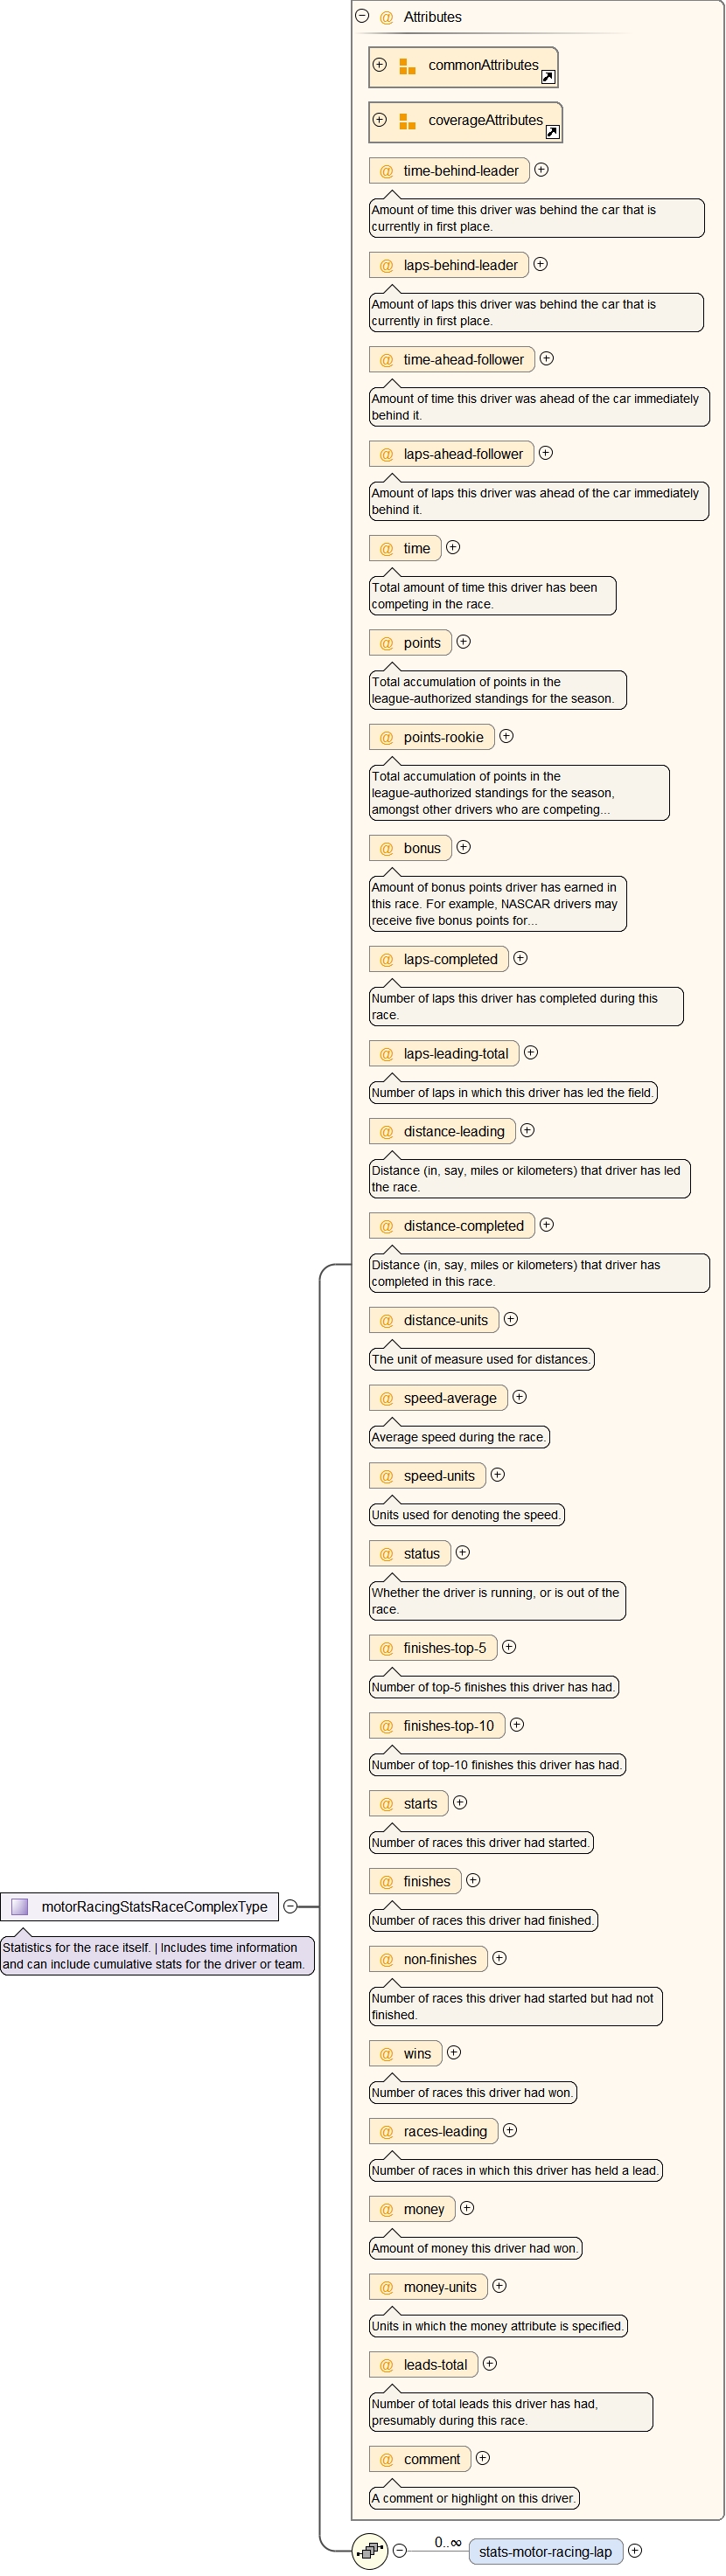 @ Attributes
commonAttributes
coverageAttributes
@ time-behind-leader
Amount of time this driver was behind the car that is
currently in first place.
@ laps-behind-leader
Amount of laps this driver was behind the car that is
currently in first place.
@ time-ahead-follower
Amount of time this driver was ahead of the car immediately
behind it.
@ laps-ahead-follower
Amount of laps this driver was ahead of the car immediately
behind it.
@ time
Total amount of time this driver has been
competing in the race.
@ points
Total accumulation of points in the
league-authorized standings for the season.
@ points-rookie
Total accumulation of points in the
league-authorized standings for the season,
amongst other drivers who are competing...
@ bonus
Amount of bonus points driver has earned in
this race. For example, NASCAR drivers may
receive five bonus points for...
@ laps-completed
Number of laps this driver has completed during this
race.
@ laps-leading-total
Number of laps in which this driver has led the field.
@ distance-leading
Distance (in, say, miles or kilometers) that driver has led
the race.
@ distance-completed
Distance (in, say, miles or kilometers) that driver has
completed in this race.
@ distance-units
The unit of measure used for distances.
@ speed-average
Average speed during the race.
@ speed-units
Units used for denoting the speed.
@ status
Whether the driver is running, or is out of the
race.
@ finishes-top-5
Number of top-5 finishes this driver has had.
@ finishes-top-10
Number of top-10 finishes this driver has had.
@ starts
Number of races this driver had started.
@ finishes
Number of races this driver had finished.
motorRacingStatsRaceComplexType
Statistics for the race itself. | Includes time information
and can include cumulative stats for the driver or team.
@ non-finishes
Number of races this driver had started but had not
finished.
@ wins
Number of races this driver had won.
@ races-leading
Number of races in which this driver has held a lead.
@ money
Amount of money this driver had won.
@ money-units
Units in which the money attribute is specified.
@ leads-total
Number of total leads this driver has had,
presumably during this race.
@ comment
A comment or highlight on this driver.
0..∞
stats-motor-racing-lap